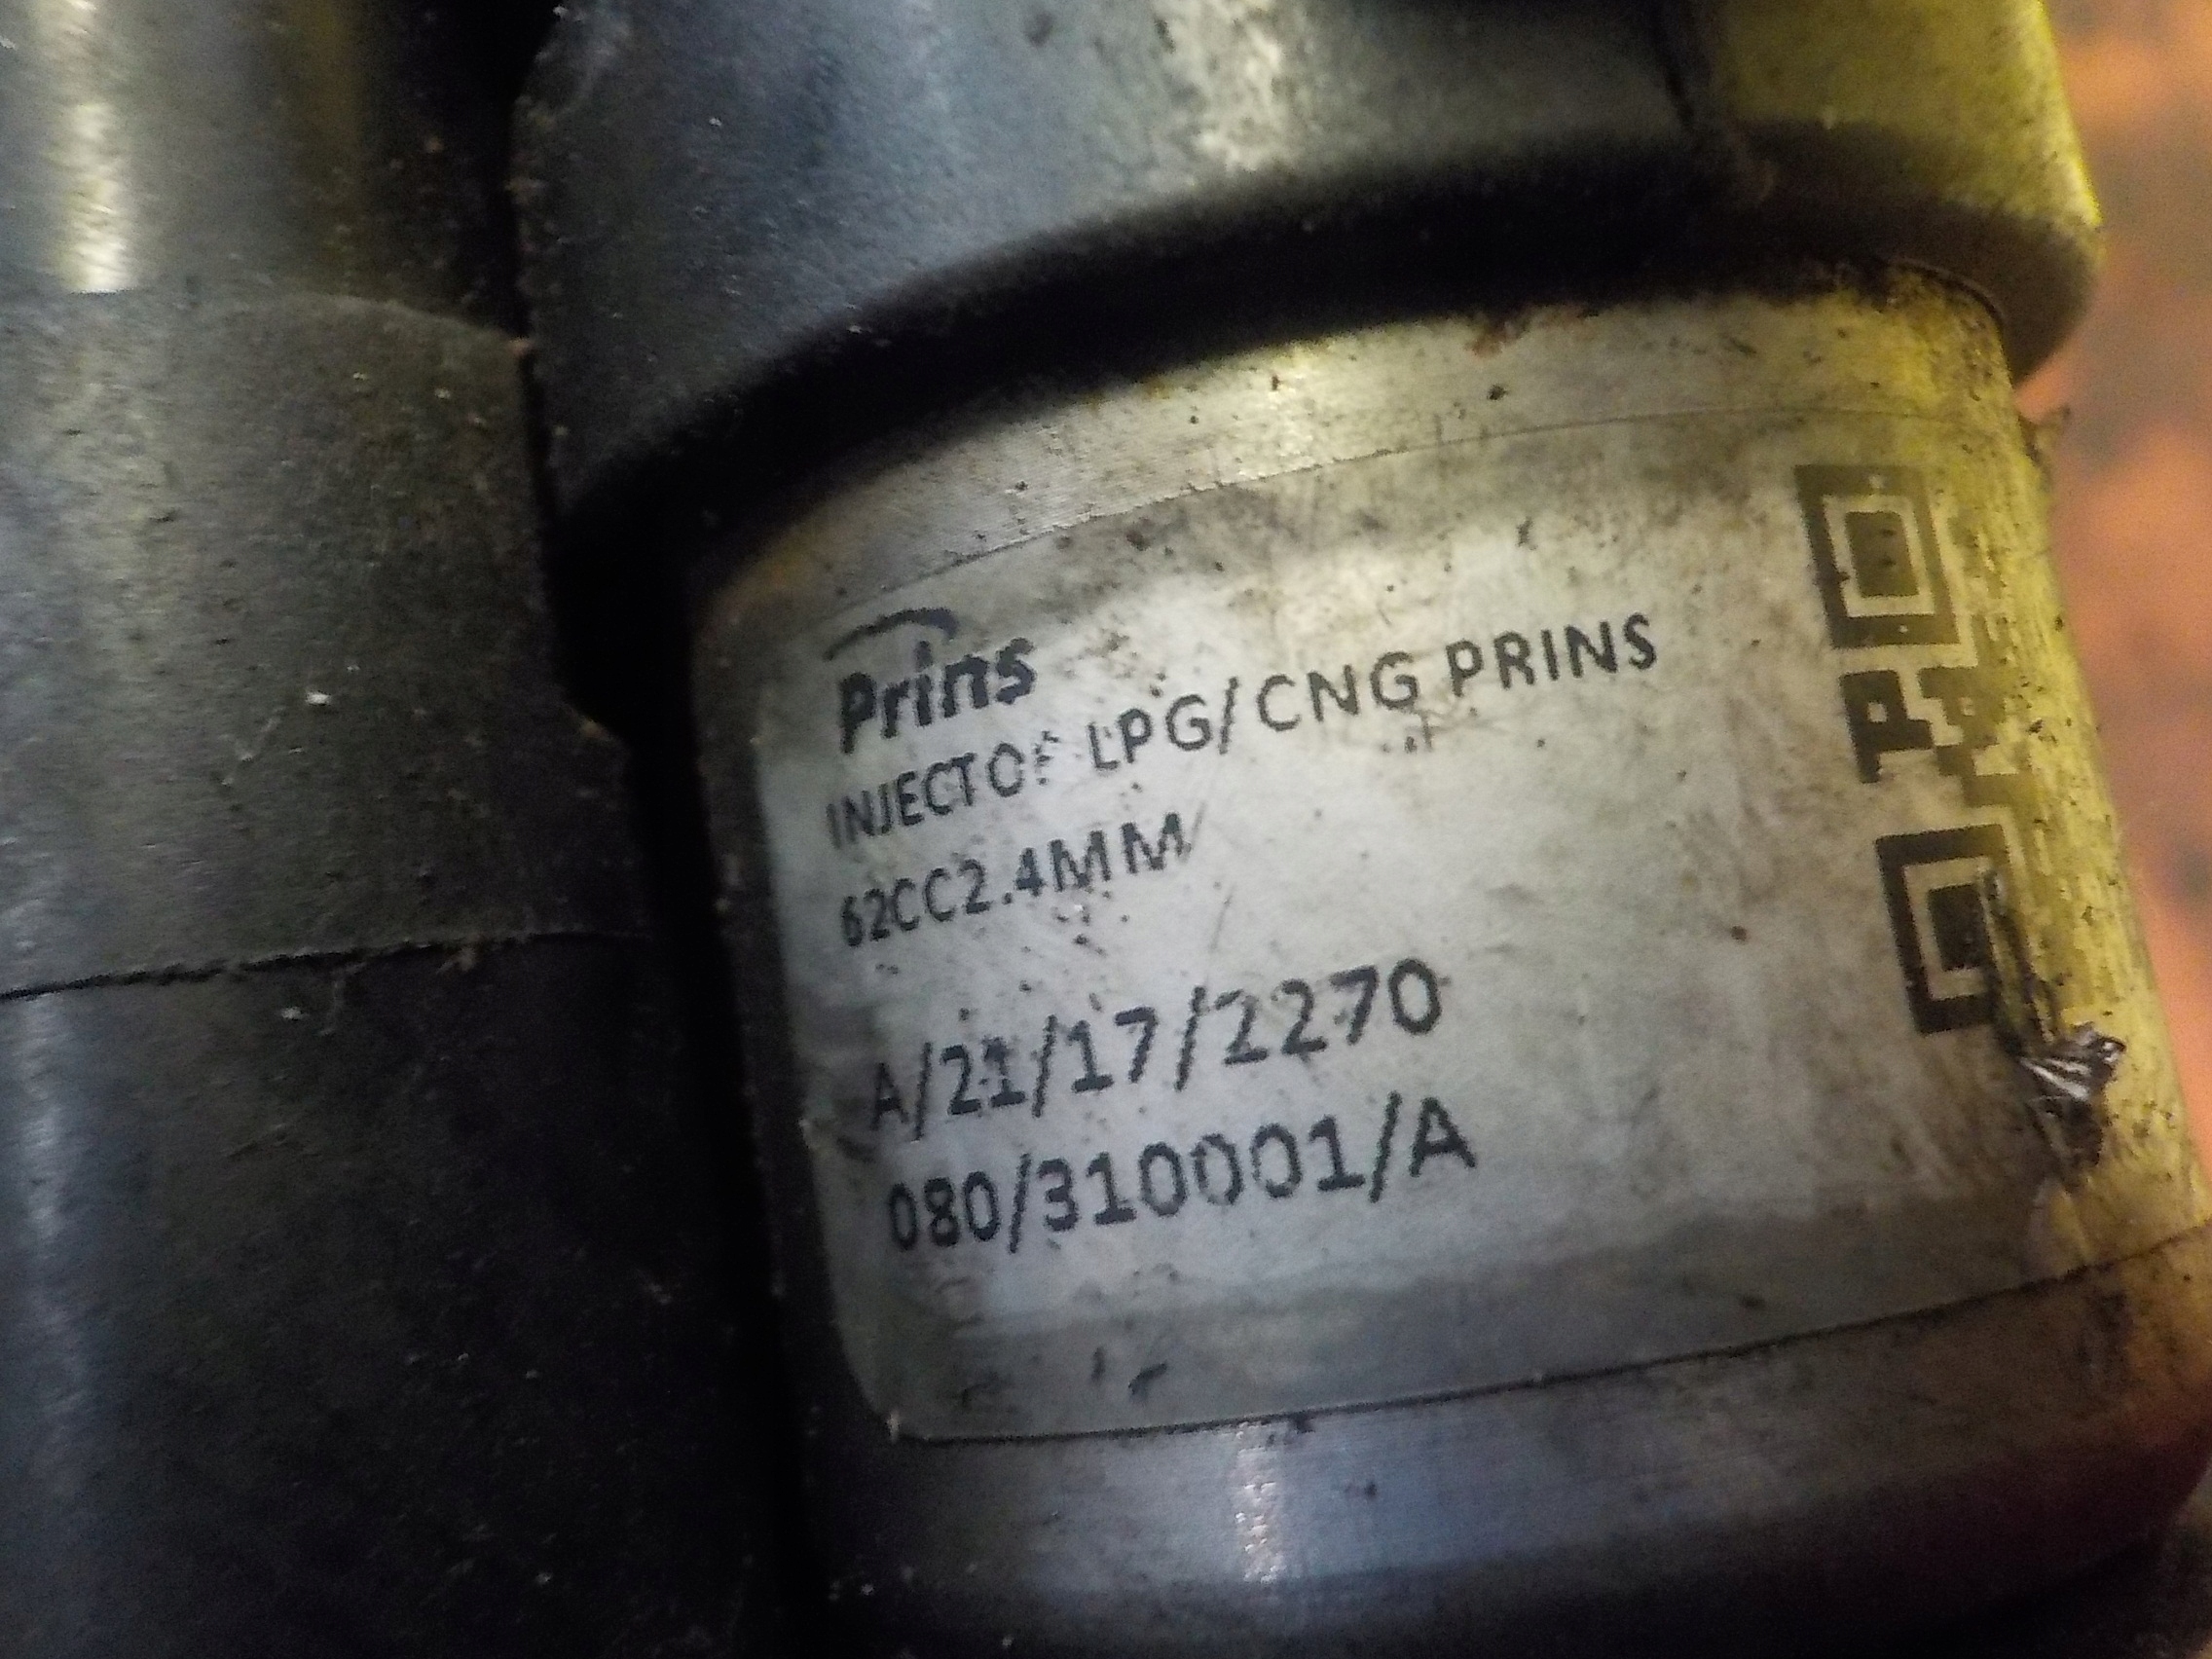 Prins
INJECTOR LPG/CNG PRINS
62CC2.4MM
A/21/17/2270
080/310001/A